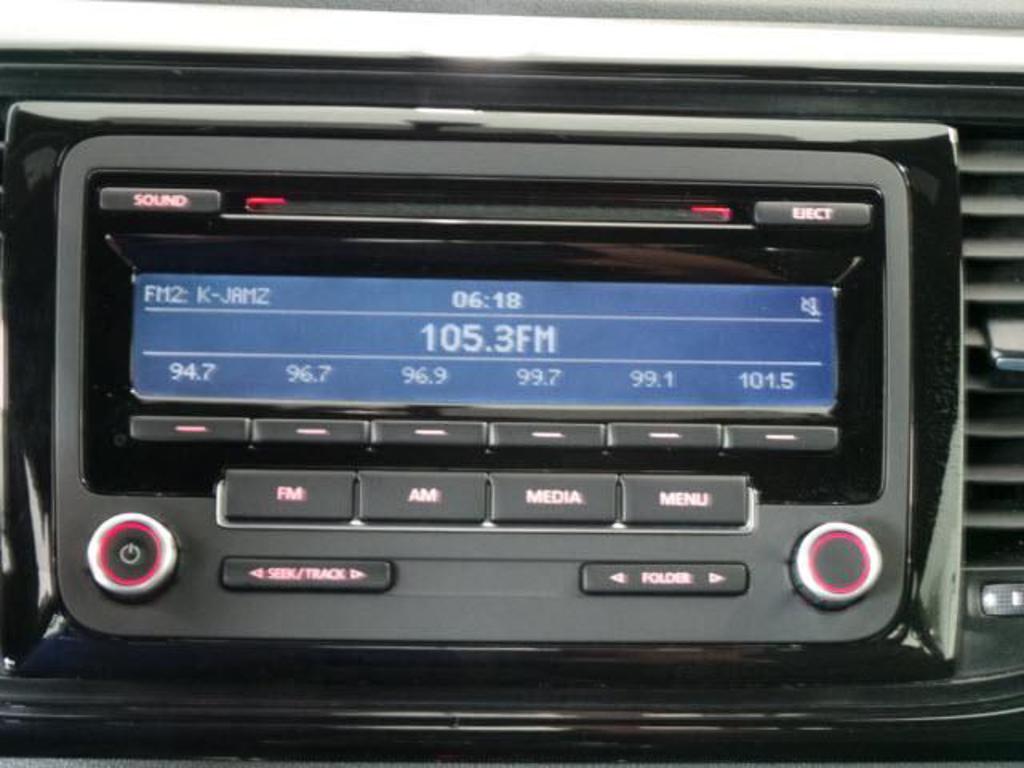 SOUND EJECT
FM2: K-JAMZ 06:18
105.3FM
94.7 96.7 96.9 99.7 99.1 101.5
FM AM MEDIA MENU
SEEK/TRACK FOLDER